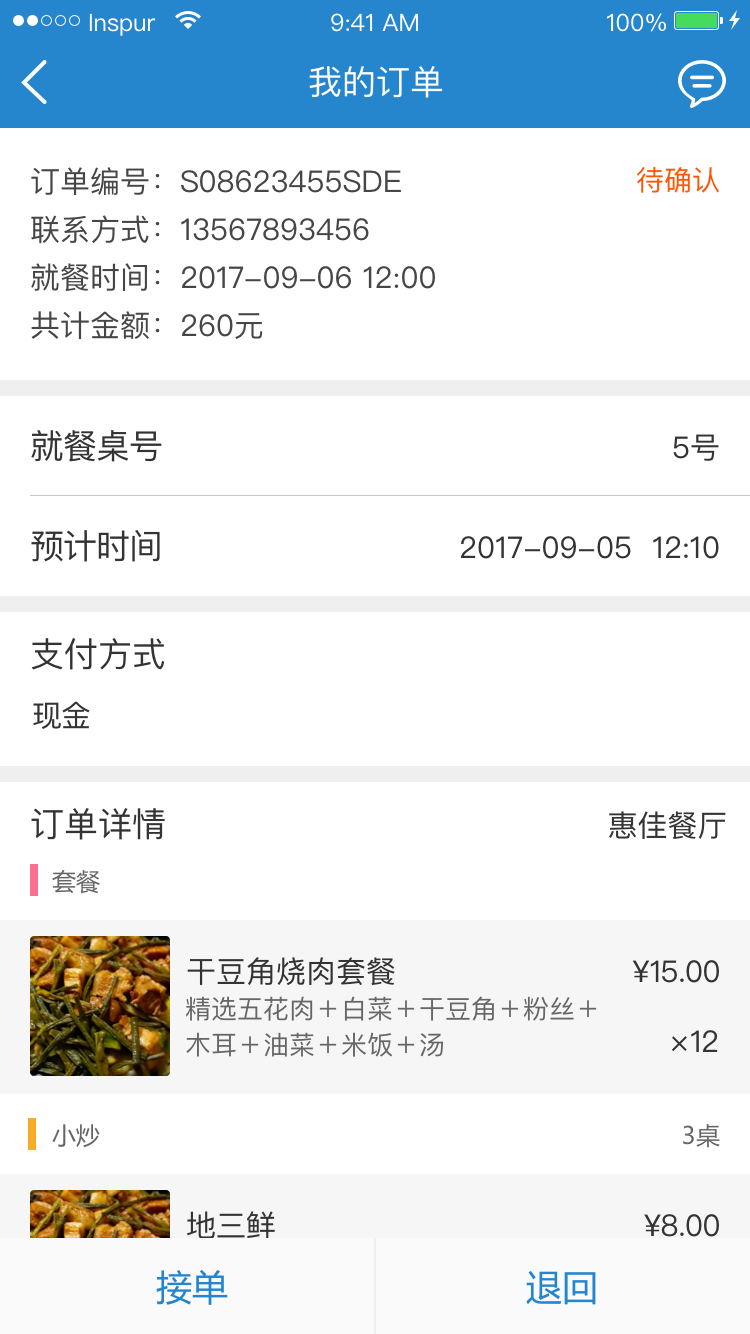 Inspur 9:41 AM 100%
我的订单
订单编号：S08623455SDE 待确认
联系方式：13567893456
就餐时间：2017–09–06 12:00
共计金额：260元
就餐桌号 5号
预计时间 2017–09–05 12:10
支付方式
现金
订单详情 惠佳餐厅
套餐
干豆角烧肉套餐 ¥15.00
精选五花肉＋白菜＋干豆角＋粉丝＋
木耳＋油菜＋米饭＋汤 ×12
小炒 3桌
地三鲜 ¥8.00
接单 退回